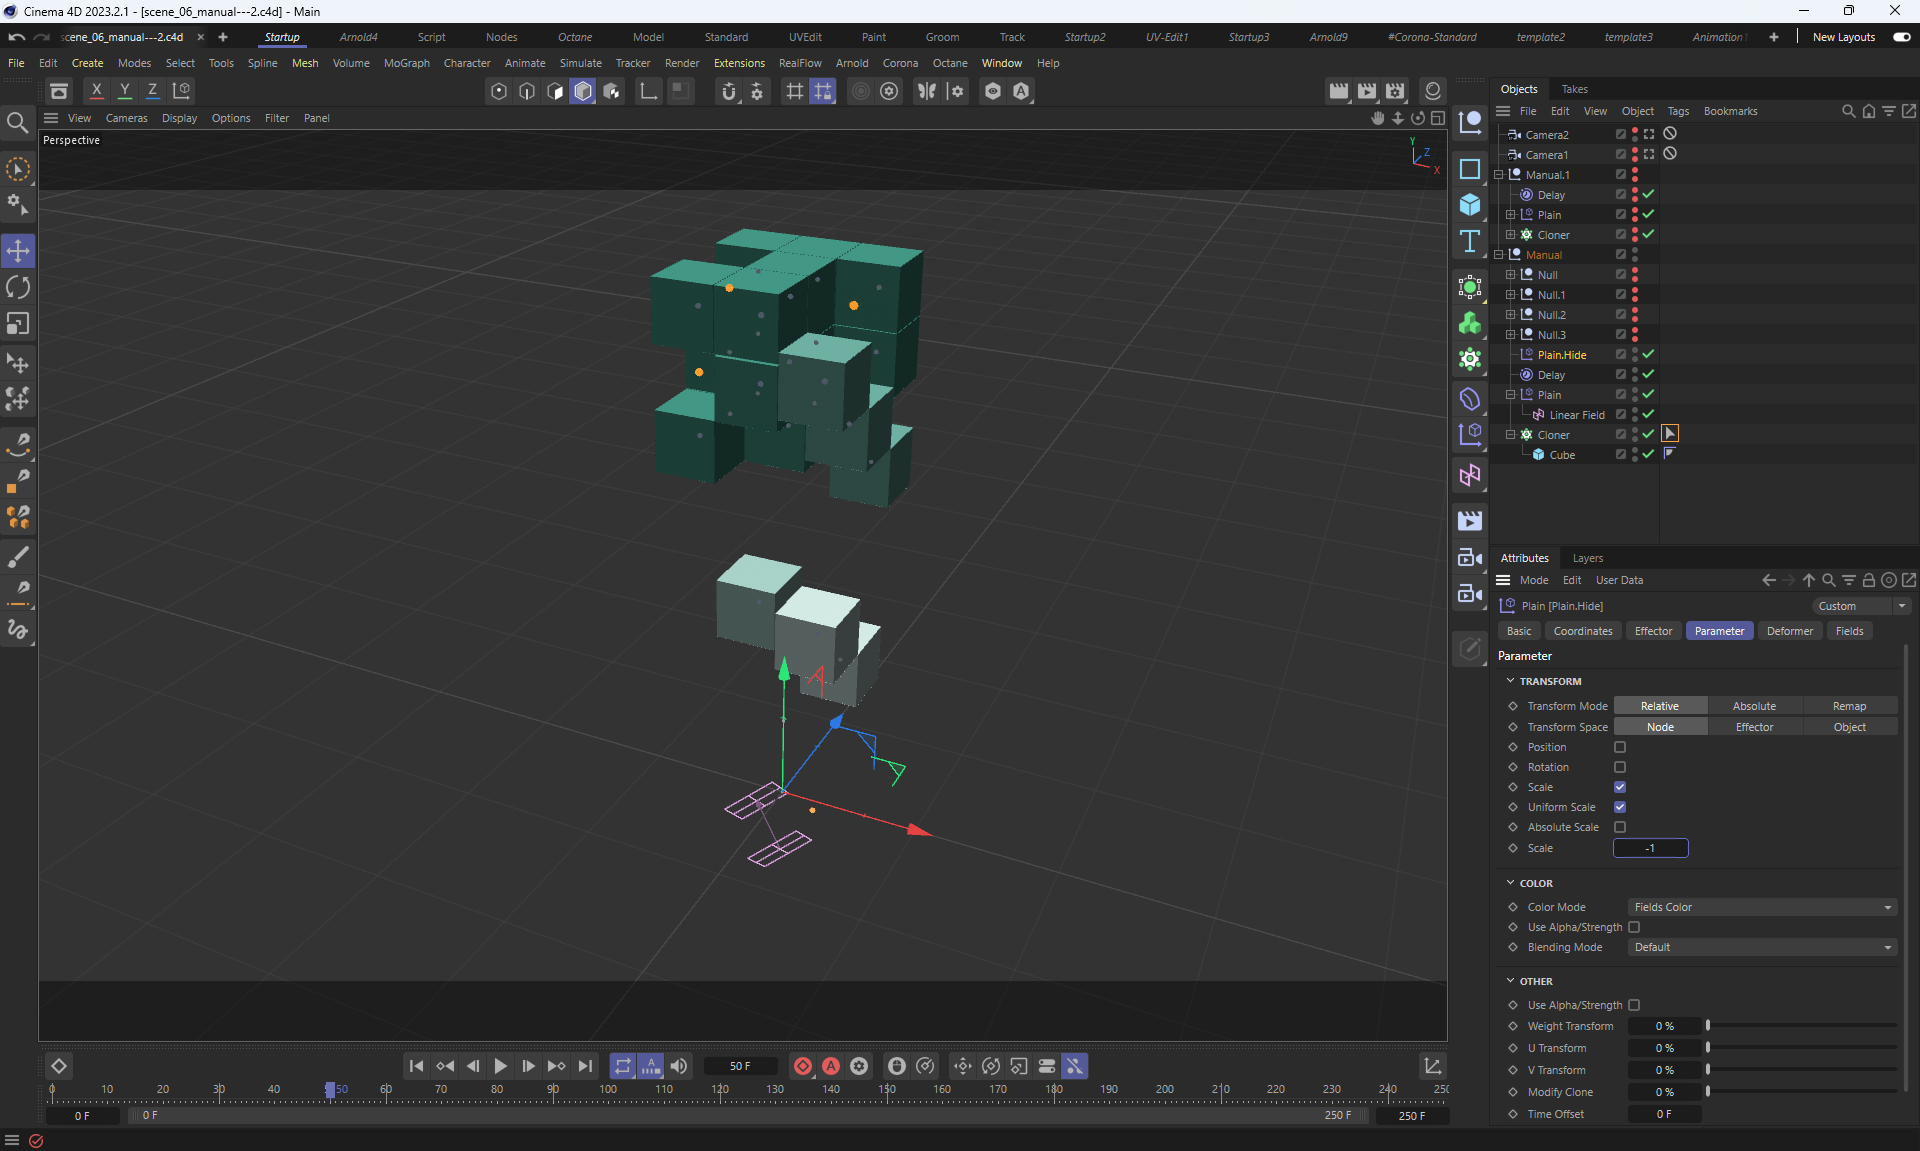 Cinema 4D 2023.2.1 - [scene_06_manual---2.c4d] - Main
scene_06_manual---2.c4d
Startup Arnold4 Script Nodes Octane Model Standard UVEdit Paint Groom Track Startup2 UV-Edit1 Startup3 Arnold9 #Corona-Standard template2 template3 Animation New Layouts
File Edit Create Modes Select Tools Spline Mesh Volume MoGraph Character Animate Simulate Tracker Render Extensions RealFlow Arnold Corona Octane Window Help
X Y Z
Objects Takes
View Cameras Display Options Filter Panel
File Edit View Object Tags Bookmarks
Perspective
Y
Z
X
Camera2
Camera1
Manual.1
Delay
Plain
Cloner
Manual
Null
Null.1
Null.2
Null.3
Plain.Hide
Delay
Plain
Linear Field
Cloner
Cube
Attributes Layers
Mode Edit User Data
Plain [Plain.Hide] Custom
Basic Coordinates Effector Parameter Deformer Fields
Parameter
TRANSFORM
Transform Mode Relative Absolute Remap
Transform Space Node Effector Object
Position
Rotation
Scale
Uniform Scale
Absolute Scale
Scale -1
COLOR
Color Mode Fields Color
Use Alpha/Strength
Blending Mode Default
OTHER
Use Alpha/Strength
Weight Transform 0 %
U Transform 0 %
V Transform 0 %
Modify Clone 0 %
Time Offset 0 F
50 F
0 10 20 30 40 50 60 70 80 90 100 110 120 130 140 150 160 170 180 190 200 210 220 230 240 250
0 F 0 F 250 F 250 F